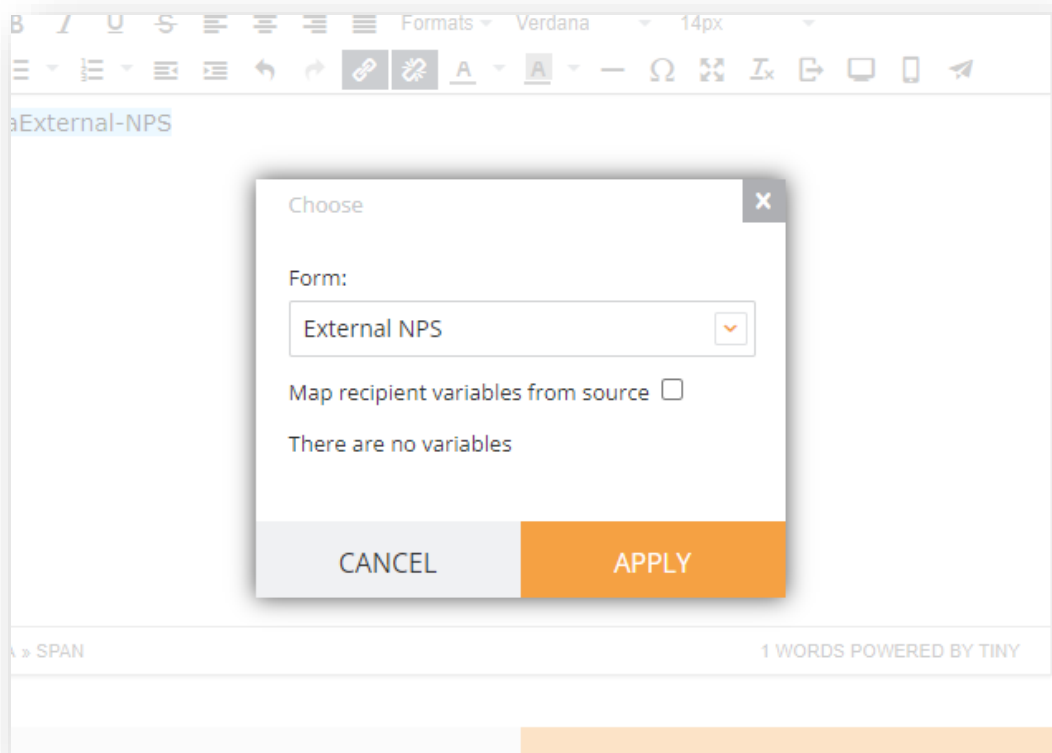 B I U S Formats Verdana 14px
A A Ω Tx
aExternal-NPS
Choose
x
Form:
External NPS
Map recipient variables from source
There are no variables
CANCEL APPLY
A » SPAN 1 WORDS POWERED BY TINY